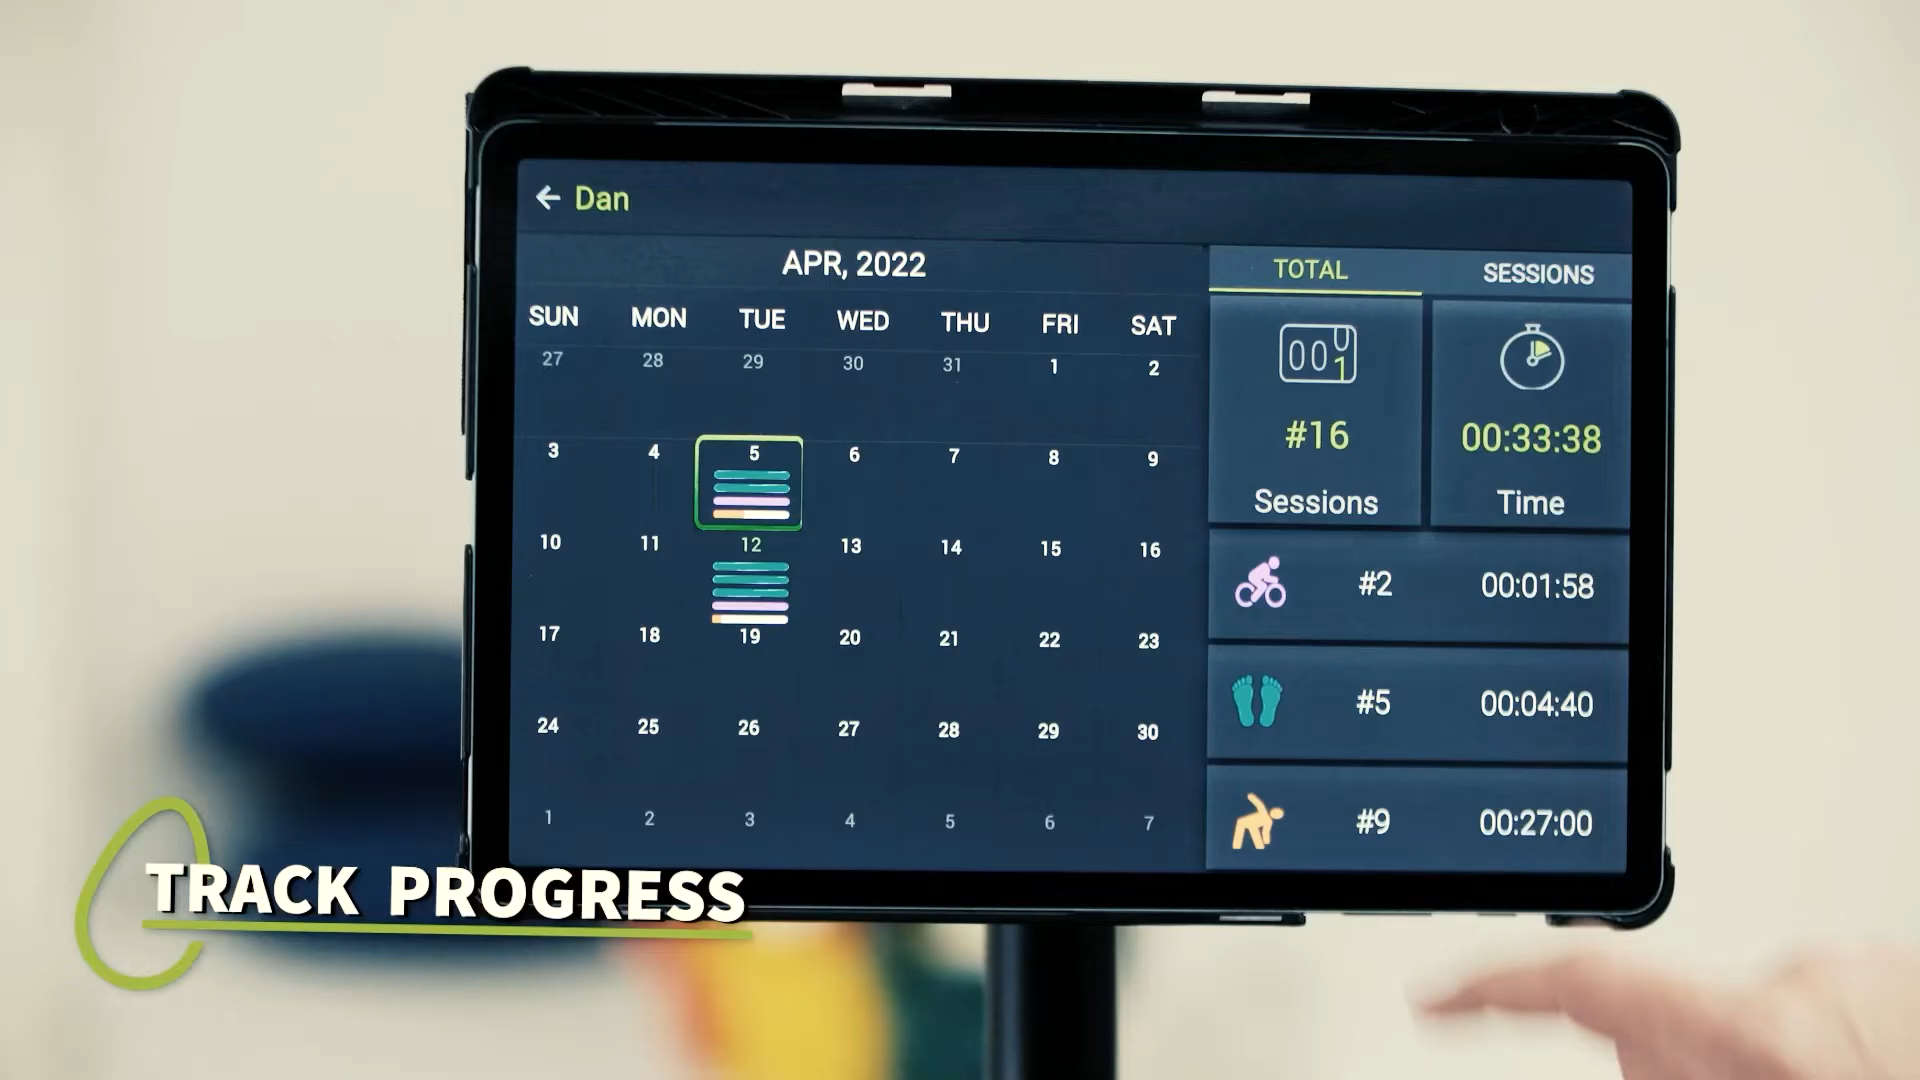 Dan
APR, 2022
SUN MON TUE WED THU FRI SAT
27 28 29 30 31 1 2
3 4 5 6 7 8 9
10 11 12 13 14 15 16
17 18 19 20 21 22 23
24 25 26 27 28 29 30
1 2 3 4 5 6 7
TOTAL SESSIONS
000 1
#16 00:33:38
Sessions Time
#2 00:01:58
#5 00:04:40
#9 00:27:00
TRACK PROGRESS